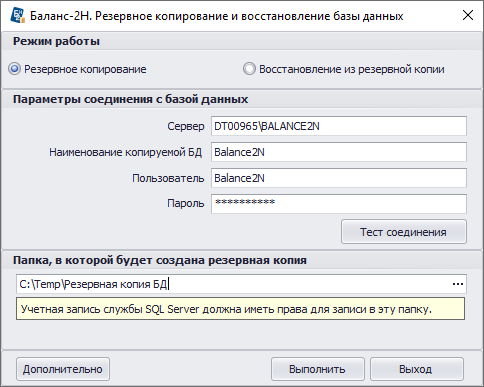 Баланс-2Н. Резервное копирование и восстановление базы данных
Режим работы
Резервное копирование Восстановление из резервной копии
Параметры соединения с базой данных
Сервер DT00965\BALANCE2N
Наименование копируемой БД Balance2N
Пользователь Balance2N
Пароль **********
Тест соединения
Папка, в которой будет создана резервная копия
C:\Temp\Резервная копия БД ...
Учетная запись службы SQL Server должна иметь права для записи в эту папку.
Дополнительно Выполнить Выход